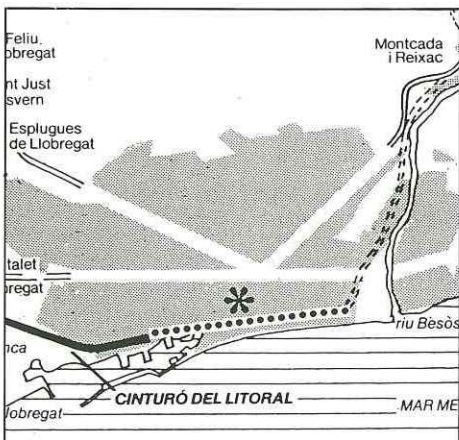 Feliu,
obregat
nt Just
svern
Esplugues
de Llobregat
Montcada
i Reixac
talet
bregat
nca
lobregat
CINTURÓ DEL LITORAL
riu Besòs
MAR ME